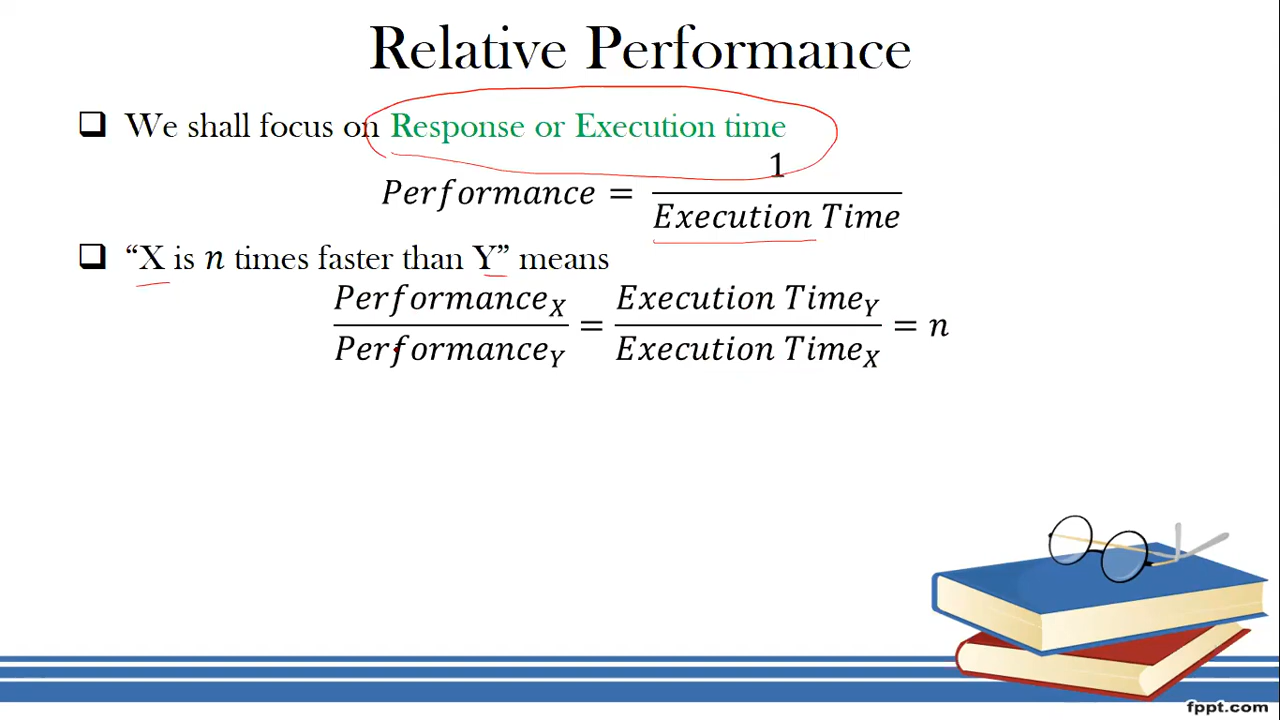 Relative Performance
❑ We shall focus on Response or Execution time
Performance = 1 / Execution Time
❑ “X is n times faster than Y” means
Performance_X / Performance_Y = Execution Time_Y / Execution Time_X = n
fppt.com